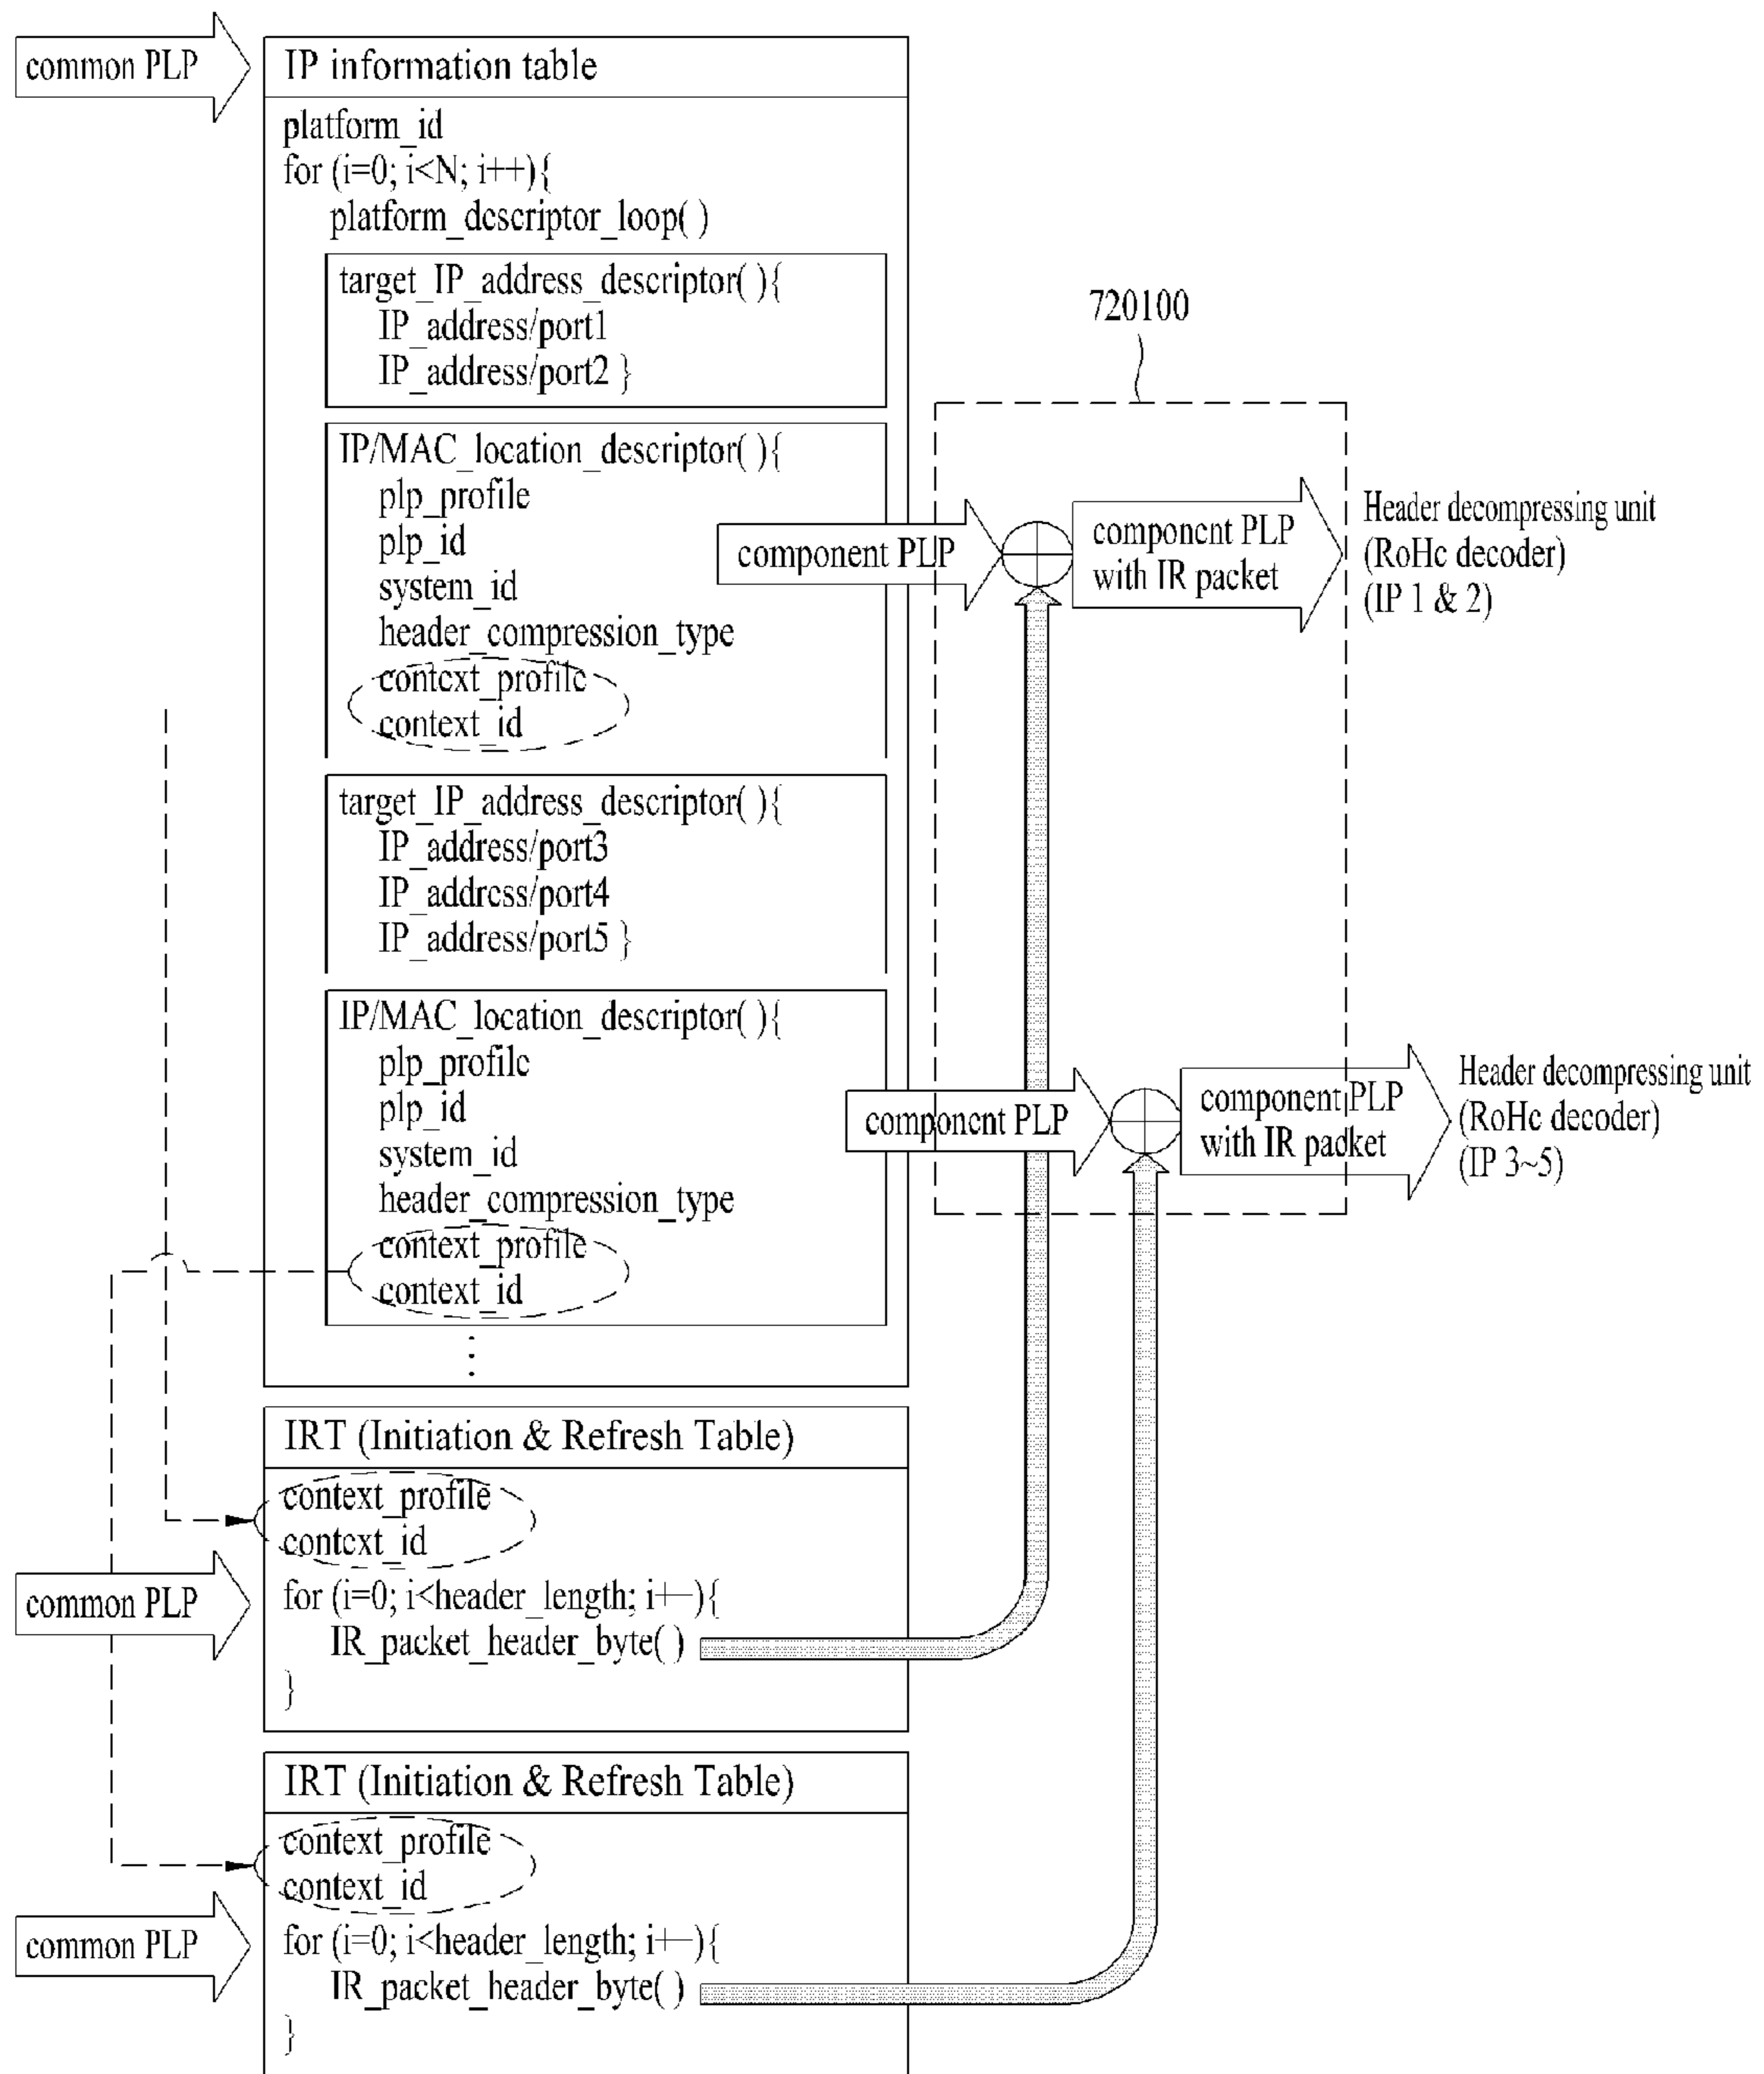 common PLP
IP information table
platform_id
for (i=0; i<N; i++){
platform_descriptor_loop( )
target_IP_address_descriptor( ){
IP_address/port1
IP_address/port2 }
720100
IP/MAC_location_descriptor( ){
plp_profile
plp_id
system_id
header_compression_type
context_profile
context_id
component PLP
component PLP
with IR packet
Header decompressing unit
(RoHc decoder)
(IP 1 & 2)
target_IP_address_descriptor( ){
IP_address/port3
IP_address/port4
IP_address/port5 }
IP/MAC_location_descriptor( ){
plp_profile
plp_id
system_id
header_compression_type
context_profile
context_id
component PLP
component PLP
with IR packet
Header decompressing unit
(RoHc decoder)
(IP 3~5)
IRT (Initiation & Refresh Table)
context_profile
context_id
common PLP
for (i=0; i<header_length; i++){
IR_packet_header_byte( )
}
IRT (Initiation & Refresh Table)
context_profile
context_id
common PLP
for (i=0; i<header_length; i++){
IR_packet_header_byte( )
}